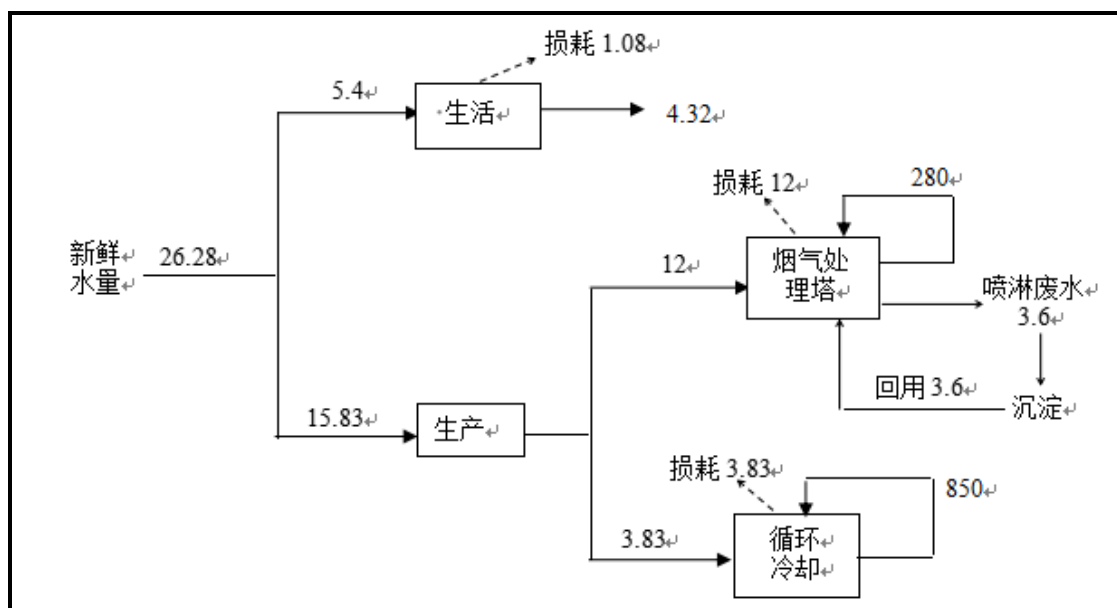 损耗 1.08
5.4
生活
4.32
损耗 12
280
新鲜
水量
26.28
12
烟气处
理塔
喷淋废水
3.6
回用 3.6
沉淀
15.83
生产
损耗 3.83
850
3.83
循环
冷却